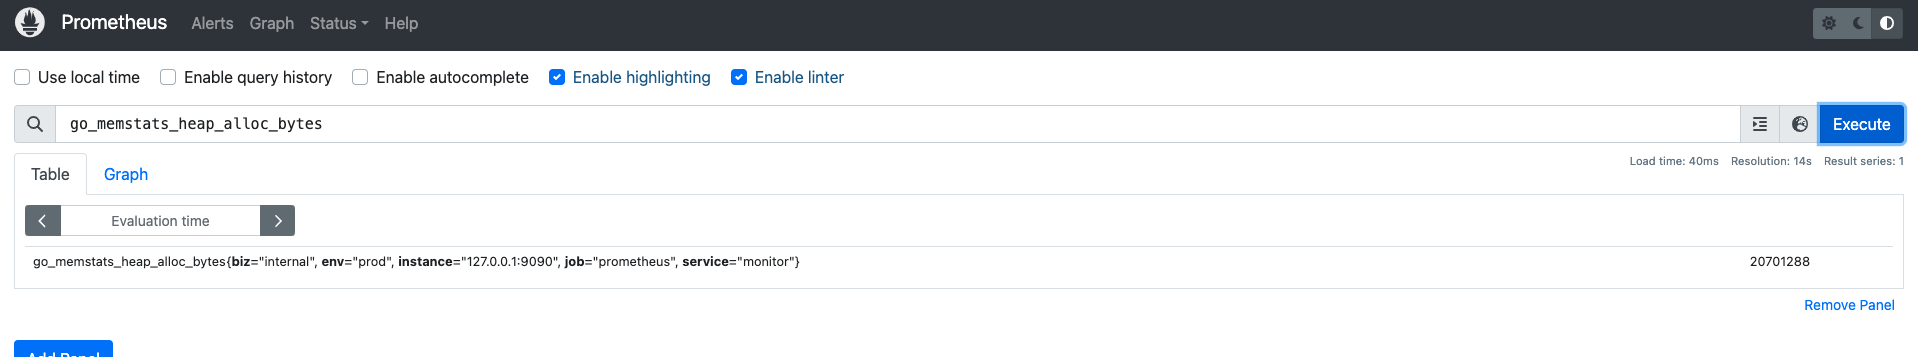 Prometheus Alerts Graph Status Help
Use local time Enable query history Enable autocomplete Enable highlighting Enable linter
go_memstats_heap_alloc_bytes Execute
Load time: 40ms Resolution: 14s Result series: 1
Table Graph
Evaluation time
go_memstats_heap_alloc_bytes{biz="internal", env="prod", instance="127.0.0.1:9090", job="prometheus", service="monitor"} 20701288
Remove Panel
Add Panel